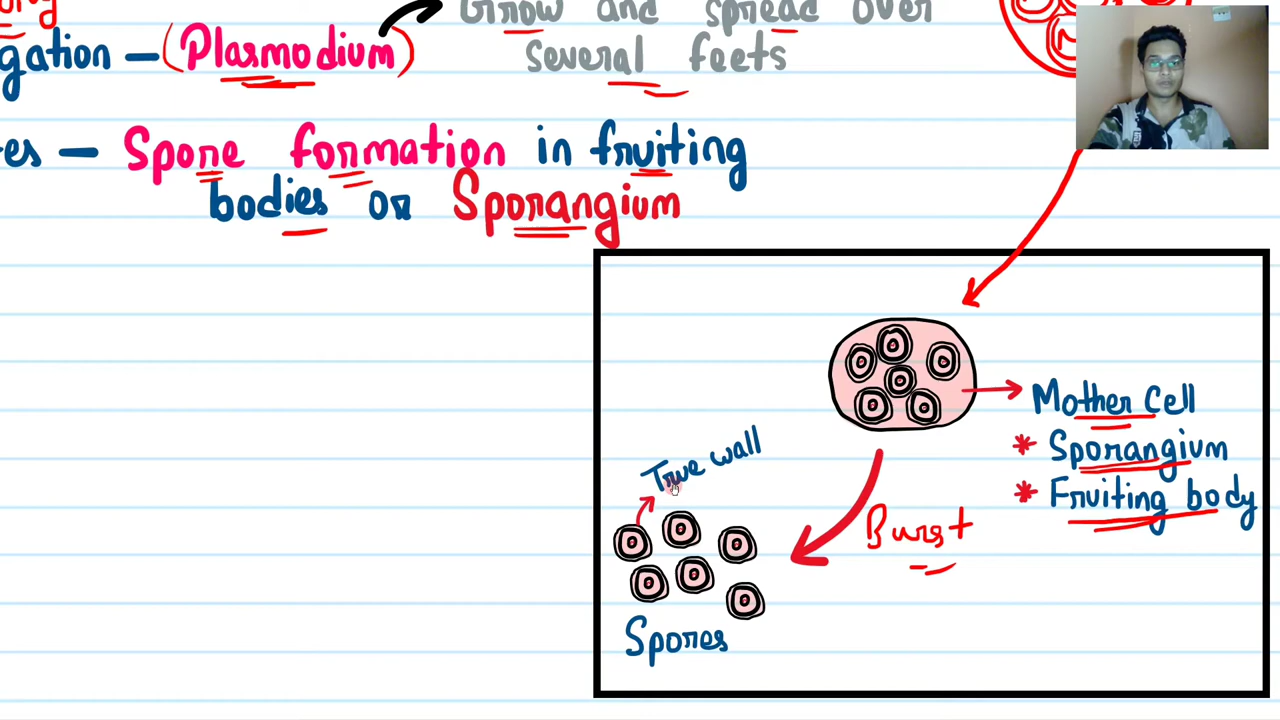 Grow and spread over
gation – (Plasmodium) several feets
es – Spore formation in fruiting
bodies or Sporangium
Mother Cell
* Sporangium
* Fruiting body
True wall
Burst
Spores